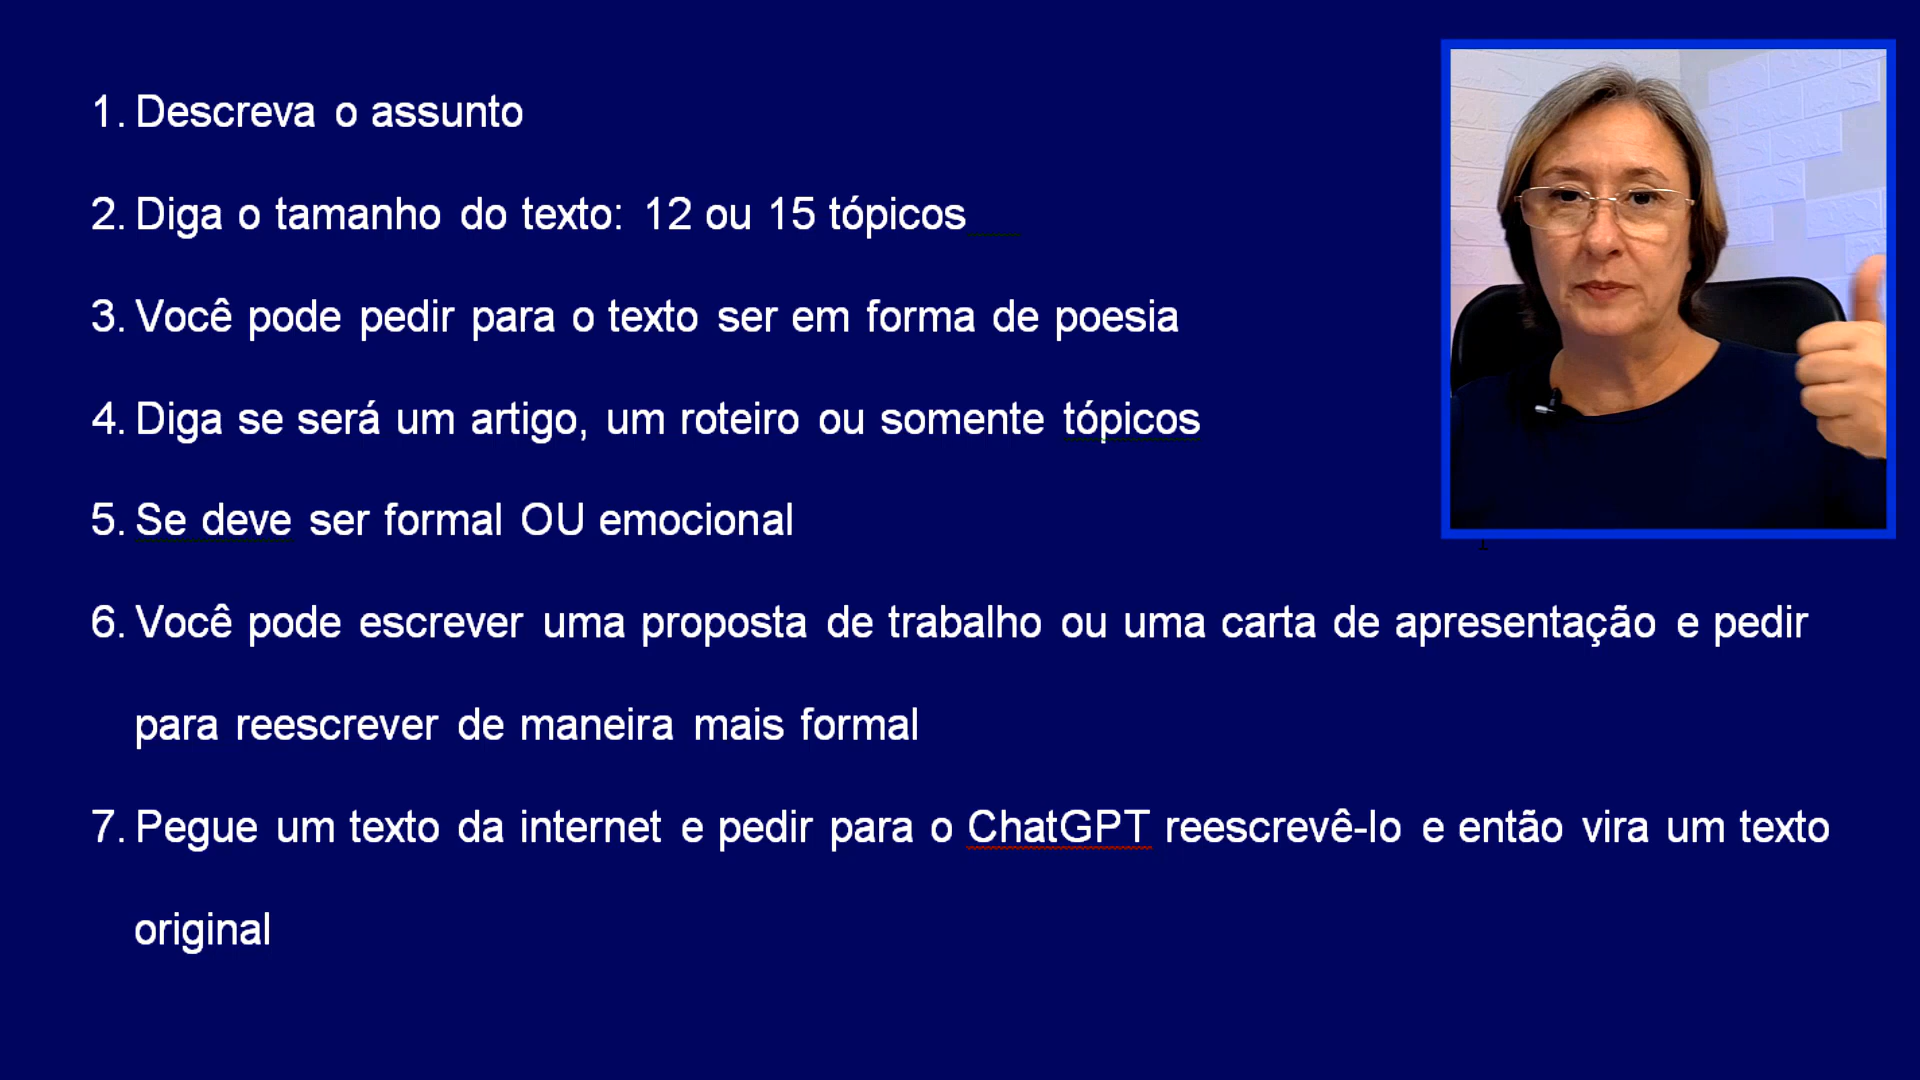 1. Descreva o assunto
2. Diga o tamanho do texto: 12 ou 15 tópicos
3. Você pode pedir para o texto ser em forma de poesia
4. Diga se será um artigo, um roteiro ou somente tópicos
5. Se deve ser formal OU emocional
6. Você pode escrever uma proposta de trabalho ou uma carta de apresentação e pedir
para reescrever de maneira mais formal
7. Pegue um texto da internet e pedir para o ChatGPT reescrevê-lo e então vira um texto
original